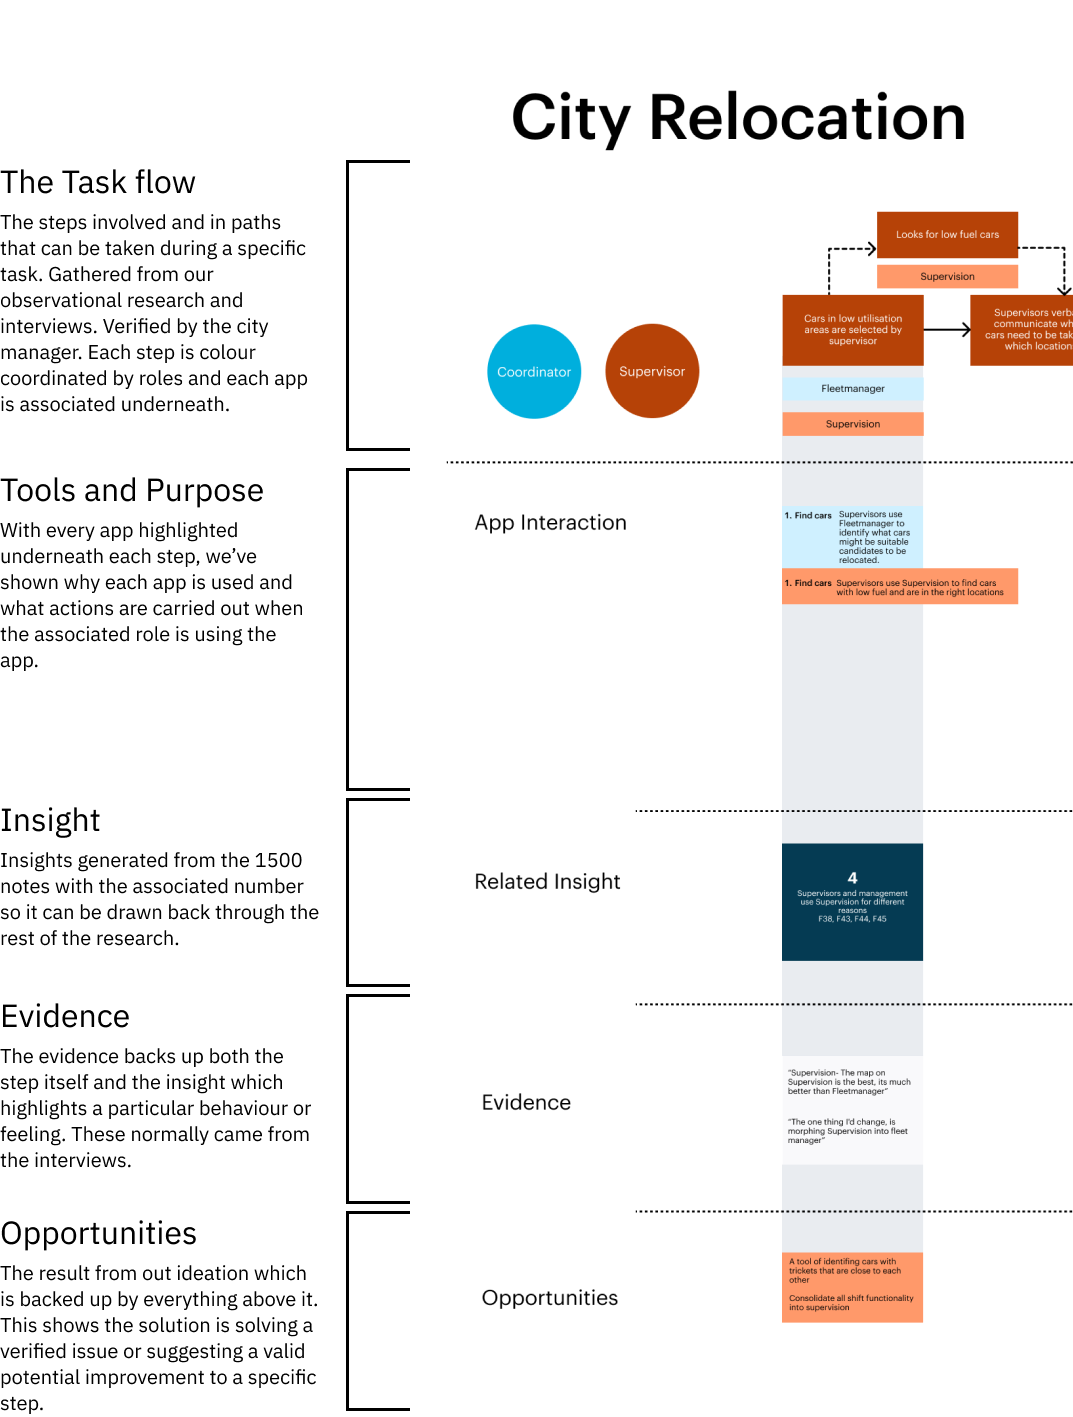 City Relocation
The Task flow
The steps involved and in paths
that can be taken during a specific
task. Gathered from our
observational research and
interviews. Verified by the city
manager. Each step is colour
coordinated by roles and each app
is associated underneath.
Coordinator
Supervisor
Looks for low fuel cars
Supervision
Cars in low utilisation
areas are selected by
supervisor
Supervisors verba
communicate wh
cars need to be tak
which location
Fleetmanager
Supervision
Tools and Purpose
With every app highlighted
underneath each step, we’ve
shown why each app is used and
what actions are carried out when
the associated role is using the
app.
App Interaction
1. Find cars
Supervisors use
Fleetmanager to
identify what cars
might be suitable
candidates to be
relocated.
1. Find cars
Supervisors use Supervision to find cars
with low fuel and are in the right locations
Insight
Insights generated from the 1500
notes with the associated number
so it can be drawn back through the
rest of the research.
Related Insight
4
Supervisors and management
use Supervision for different
reasons
F38, F43, F44, F45
Evidence
The evidence backs up both the
step itself and the insight which
highlights a particular behaviour or
feeling. These normally came from
the interviews.
Evidence
“Supervision- The map on
Supervision is the best, its much
better than Fleetmanager”
“The one thing I'd change, is
morphing Supervision into fleet
manager”
Opportunities
The result from out ideation which
is backed up by everything above it.
This shows the solution is solving a
verified issue or suggesting a valid
potential improvement to a specific
step.
Opportunities
A tool of identifing cars with
trickets that are close to each
other
Consolidate all shift functionality
into supervision